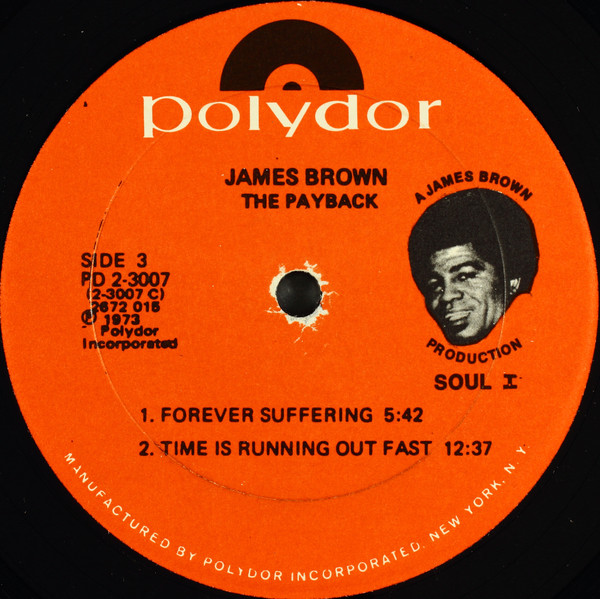 polydor
JAMES BROWN
THE PAYBACK
A JAMES BROWN
PRODUCTION
SOUL I
SIDE 3
PD 2-3007
(2-3007 C)
2672 015
Ⓟ 1973
Polydor
Incorporated
1. FOREVER SUFFERING 5:42
2. TIME IS RUNNING OUT FAST 12:37
MANUFACTURED BY POLYDOR INCORPORATED, NEW YORK, N.Y.